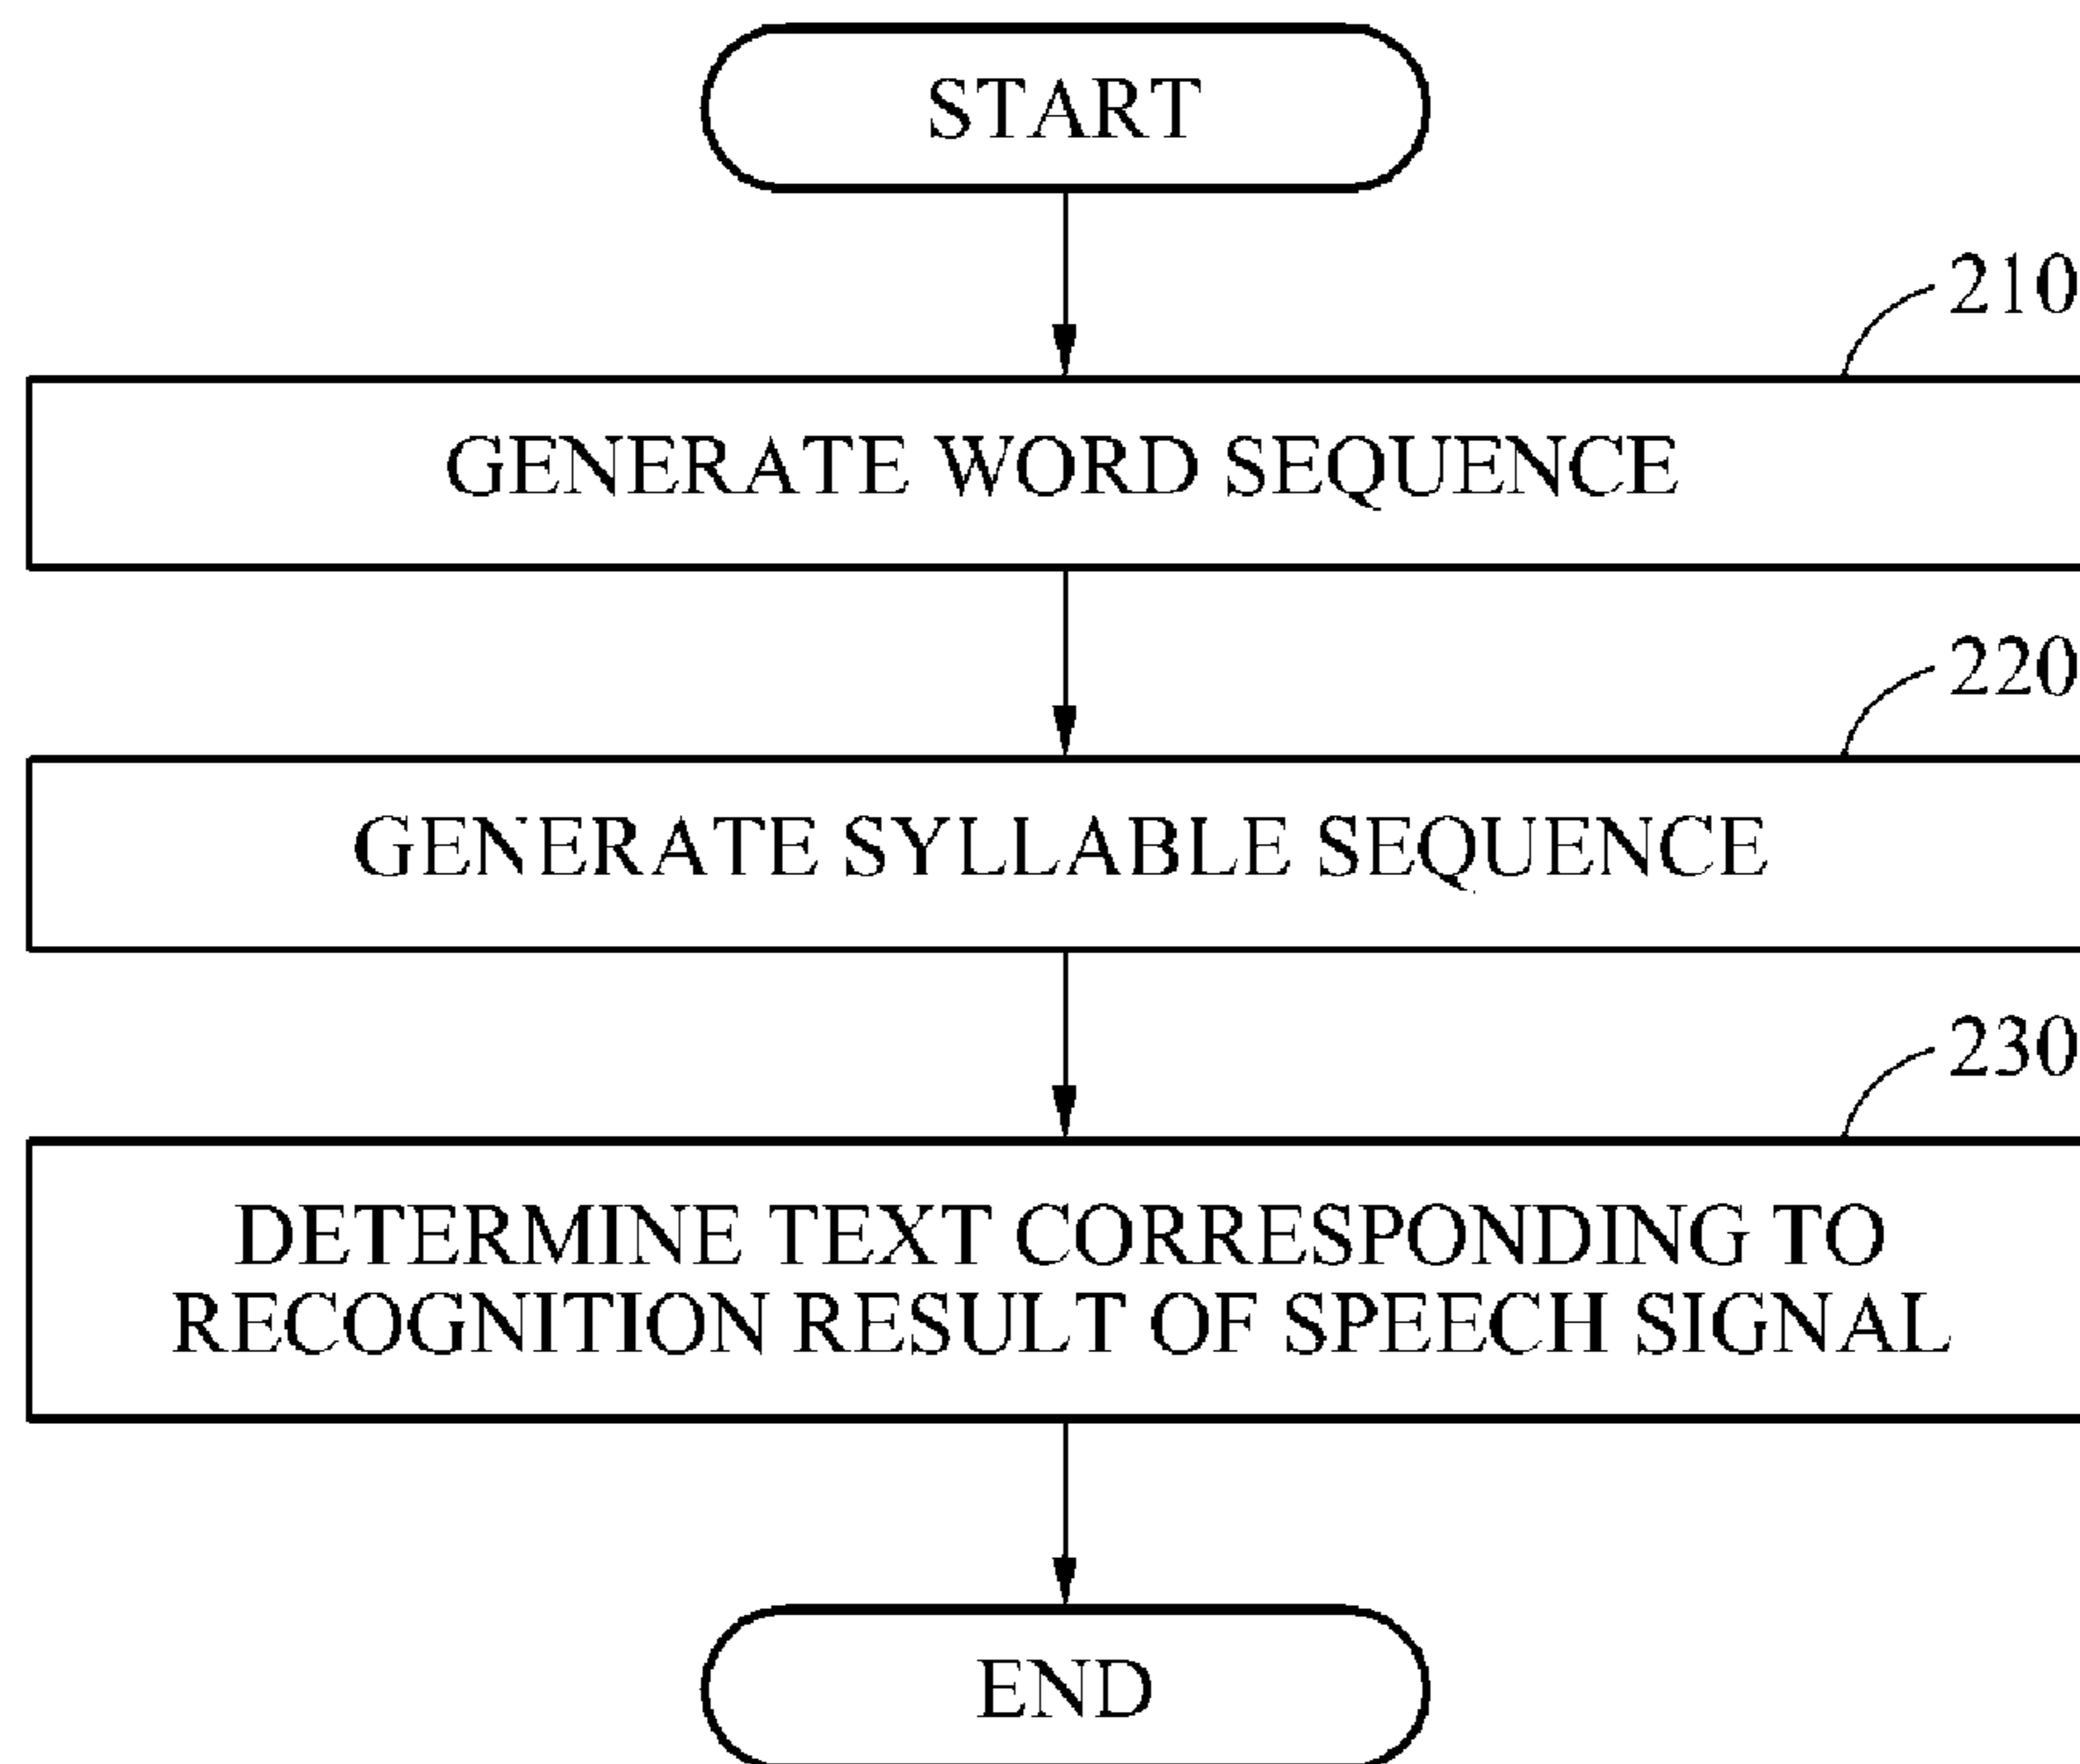 START
210
GENERATE WORD SEQUENCE
220
GENERATE SYLLABLE SEQUENCE
230
DETERMINE TEXT CORRESPONDING TO
RECOGNITION RESULT OF SPEECH SIGNAL
END